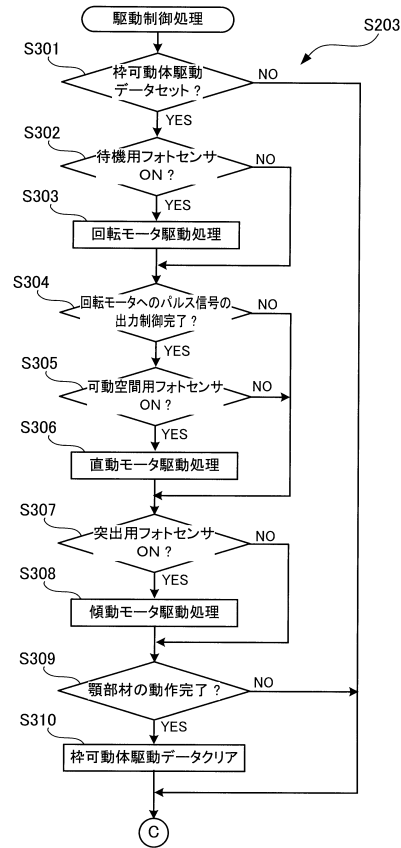 駆動制御処理
S203
S301
枠可動体駆動
データセット？
NO
YES
S302
待機用フォトセンサ
ON？
NO
YES
S303
回転モータ駆動処理
S304
回転モータへのパルス信号の
出力制御完了？
NO
YES
S305
可動空間用フォトセンサ
ON？
NO
YES
S306
直動モータ駆動処理
S307
突出用フォトセンサ
ON？
NO
YES
S308
傾動モータ駆動処理
S309
顎部材の動作完了？
NO
YES
S310
枠可動体駆動データクリア
C